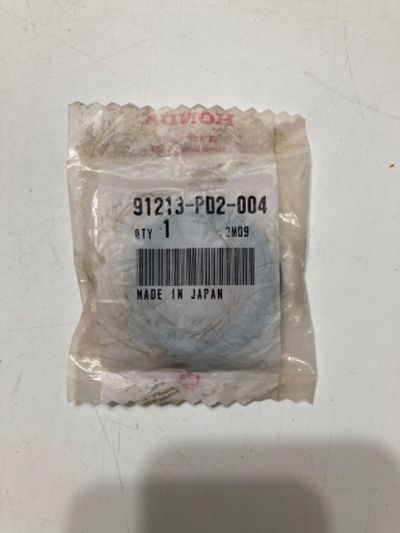 HONDA
91213-PD2-004
QTY 1 2M09
MADE IN JAPAN